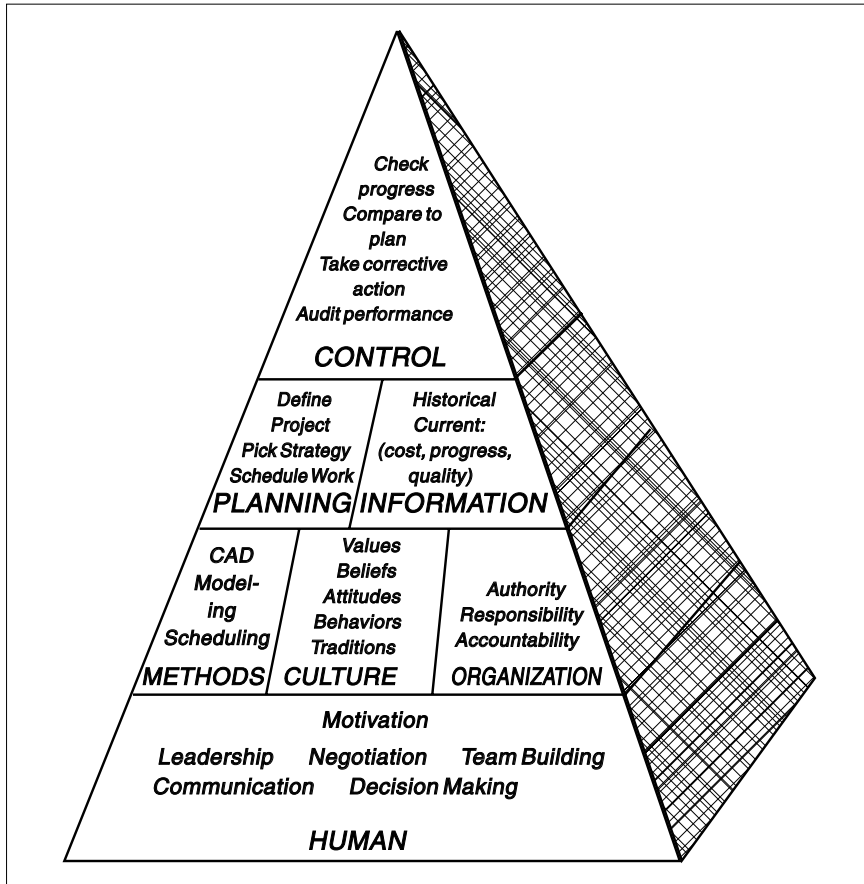 Check
progress
Compare to
plan
Take corrective
action
Audit performance
CONTROL
Define
Project
Pick Strategy
Schedule Work
PLANNING
Historical
Current:
(cost, progress,
quality)
INFORMATION
CAD
Model-
ing
Scheduling
METHODS
Values
Beliefs
Attitudes
Behaviors
Traditions
CULTURE
Authority
Responsibility
Accountability
ORGANIZATION
Motivation
Leadership Negotiation Team Building
Communication Decision Making
HUMAN